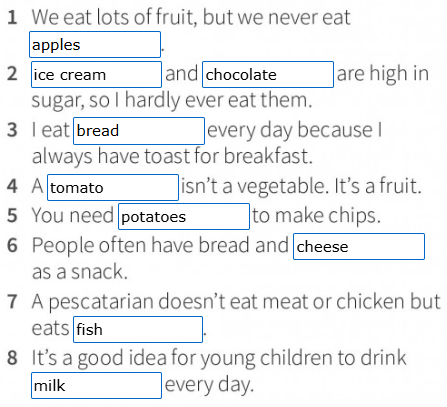 1 We eat lots of fruit, but we never eat
apples.
2 ice cream and chocolate are high in
sugar, so I hardly ever eat them.
3 I eat bread every day because I
always have toast for breakfast.
4 A tomato isn't a vegetable. It's a fruit.
5 You need potatoes to make chips.
6 People often have bread and cheese
as a snack.
7 A pescatarian doesn't eat meat or chicken but
eats fish.
8 It's a good idea for young children to drink
milk every day.